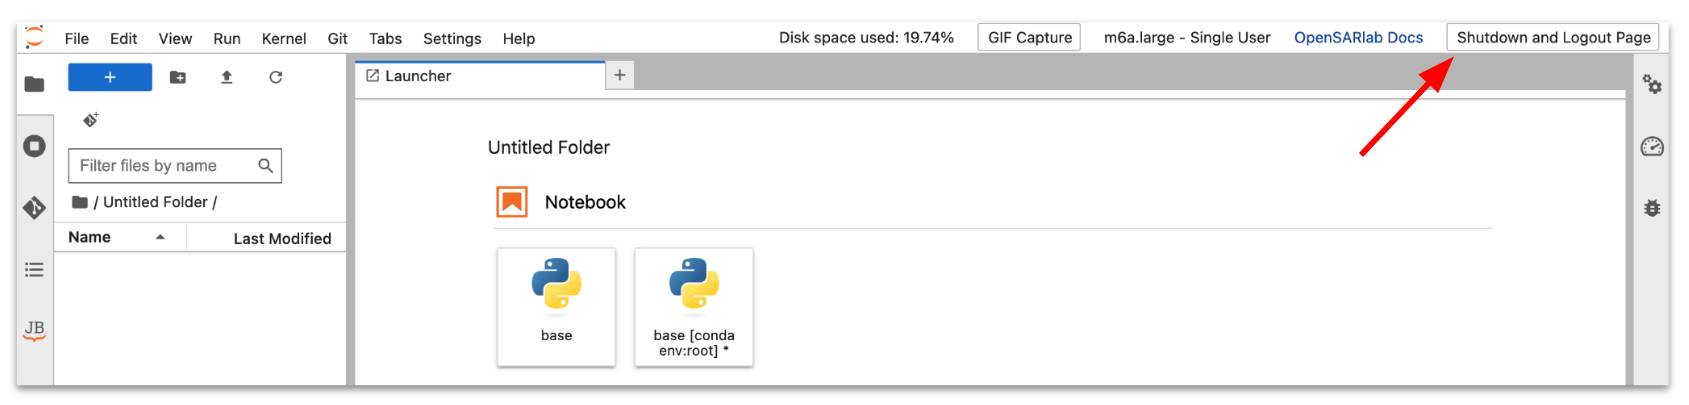 File Edit View Run Kernel Git Tabs Settings Help Disk space used: 19.74% GIF Capture m6a.large - Single User OpenSARlab Docs Shutdown and Logout Page
+ Launcher +
Filter files by name
/ Untitled Folder /
Name Last Modified
JB
Untitled Folder
Notebook
base
base [conda
env:root] *